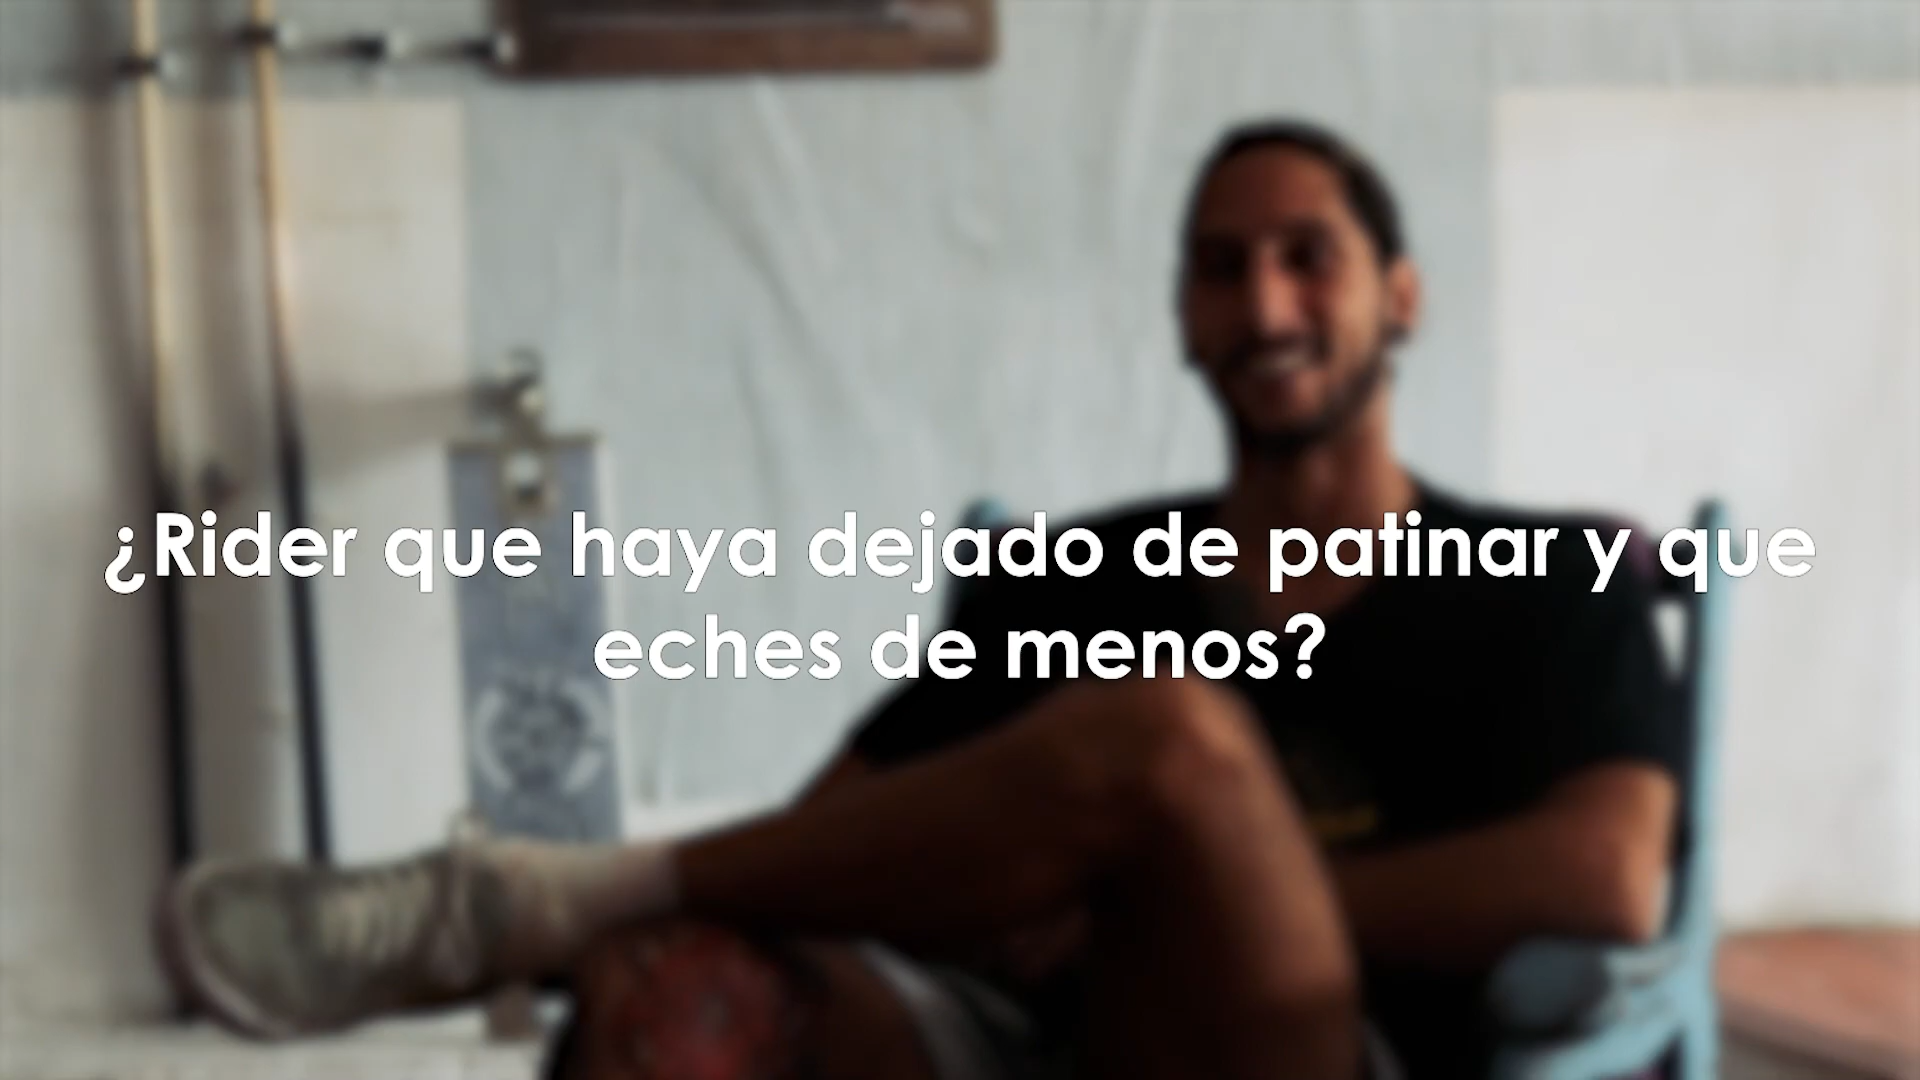 ¿Rider que haya dejado de patinar y que
eches de menos?